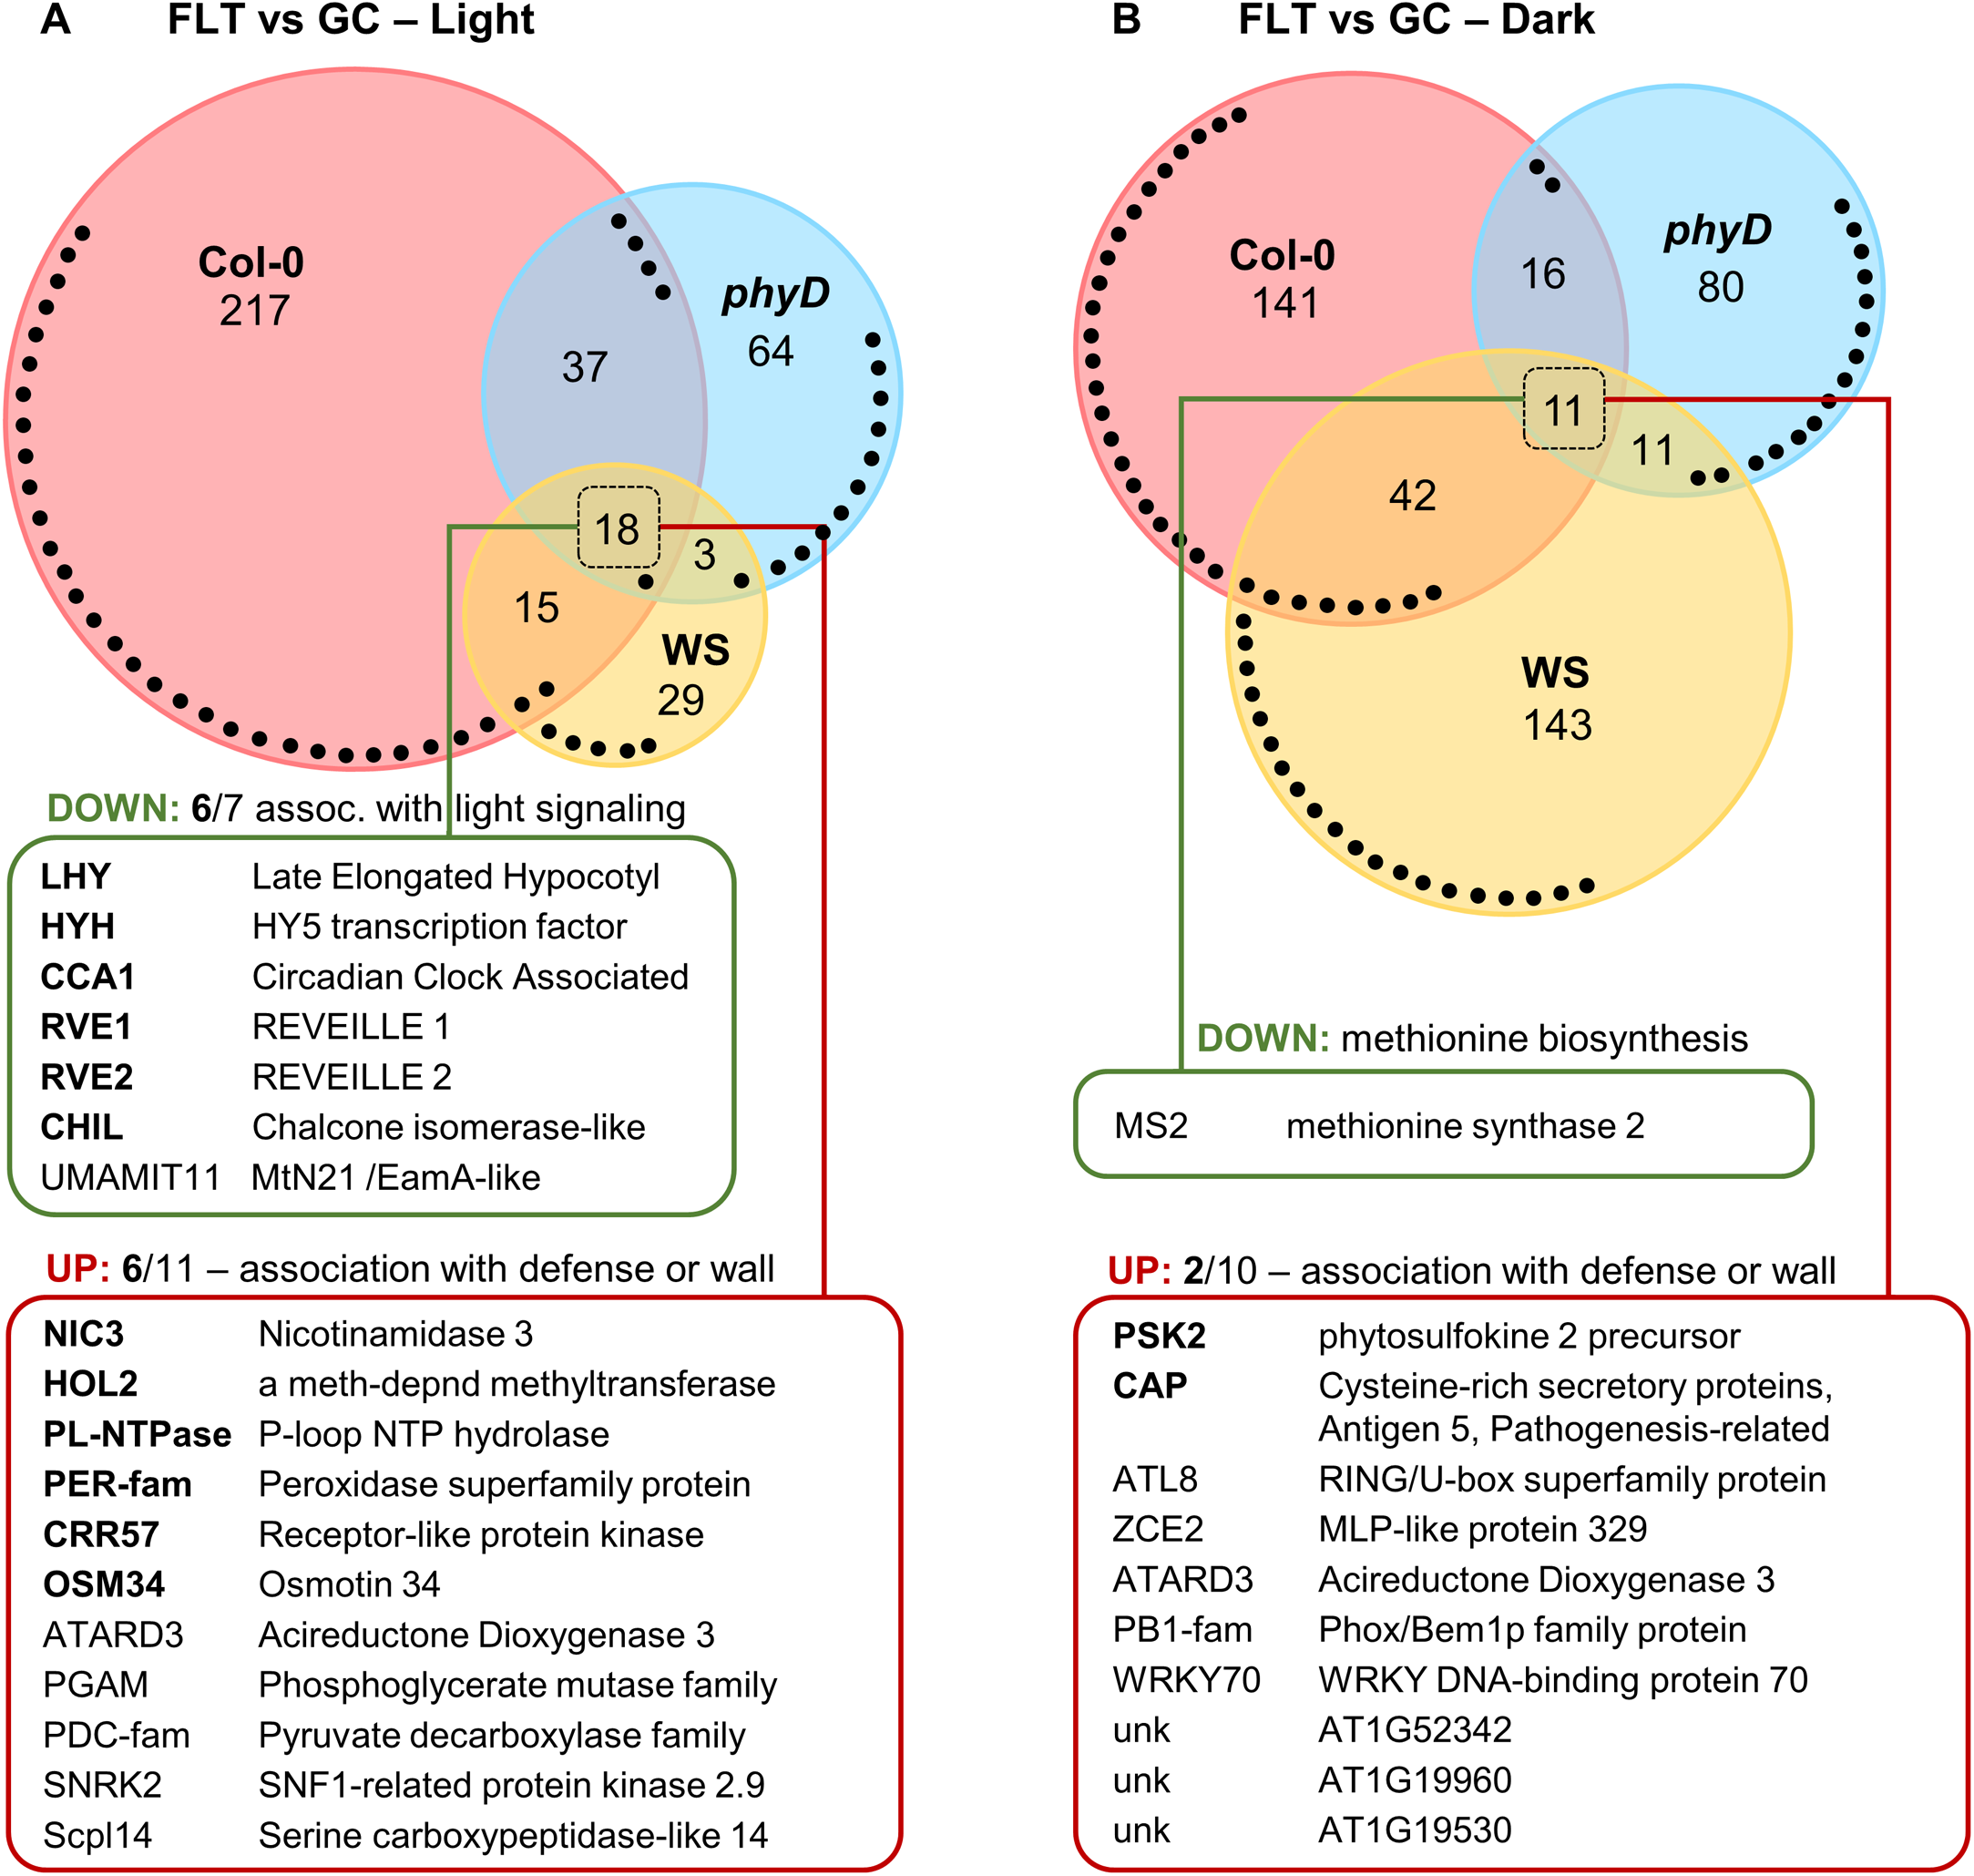 A FLT vs GC – Light
Col-0
217
37
phyD
64
18
3
15
WS
29
DOWN: 6/7 assoc. with light signaling
LHY Late Elongated Hypocotyl
HYH HY5 transcription factor
CCA1 Circadian Clock Associated
RVE1 REVEILLE 1
RVE2 REVEILLE 2
CHIL Chalcone isomerase-like
UMAMIT11 MtN21 /EamA-like
UP: 6/11 – association with defense or wall
NIC3 Nicotinamidase 3
HOL2 a meth-depnd methyltransferase
PL-NTPase P-loop NTP hydrolase
PER-fam Peroxidase superfamily protein
CRR57 Receptor-like protein kinase
OSM34 Osmotin 34
ATARD3 Acireductone Dioxygenase 3
PGAM Phosphoglycerate mutase family
PDC-fam Pyruvate decarboxylase family
SNRK2 SNF1-related protein kinase 2.9
Scpl14 Serine carboxypeptidase-like 14
B FLT vs GC – Dark
Col-0
141
16
phyD
80
11
11
42
WS
143
DOWN: methionine biosynthesis
MS2 methionine synthase 2
UP: 2/10 – association with defense or wall
PSK2 phytosulfokine 2 precursor
CAP Cysteine-rich secretory proteins,
Antigen 5, Pathogenesis-related
ATL8 RING/U-box superfamily protein
ZCE2 MLP-like protein 329
ATARD3 Acireductone Dioxygenase 3
PB1-fam Phox/Bem1p family protein
WRKY70 WRKY DNA-binding protein 70
unk AT1G52342
unk AT1G19960
unk AT1G19530